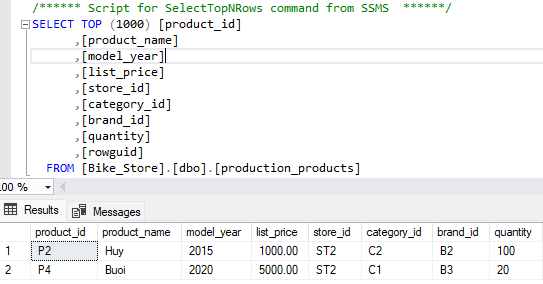 /****** Script for SelectTopNRows command from SSMS  ******/
SELECT TOP (1000) [product_id]
,[product_name]
,[model_year]
,[list_price]
,[store_id]
,[category_id]
,[brand_id]
,[quantity]
,[rowguid]
FROM [Bike_Store].[dbo].[production_products]
00 %
Results Messages
product_id product_name model_year list_price store_id category_id brand_id quantity
1 P2 Huy 2015 1000.00 ST2 C2 B2 100
2 P4 Buoi 2020 5000.00 ST2 C1 B3 20